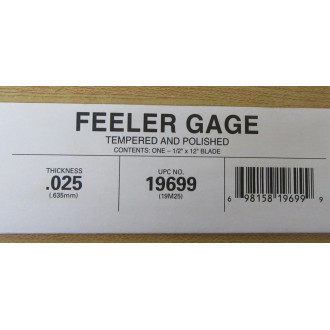 FEELER GAGE
TEMPERED AND POLISHED
CONTENTS: ONE – 1/2" x 12" BLADE
THICKNESS
.025
(.635mm)
UPC NO.
19699
(19M25)
6 98158 19699 9